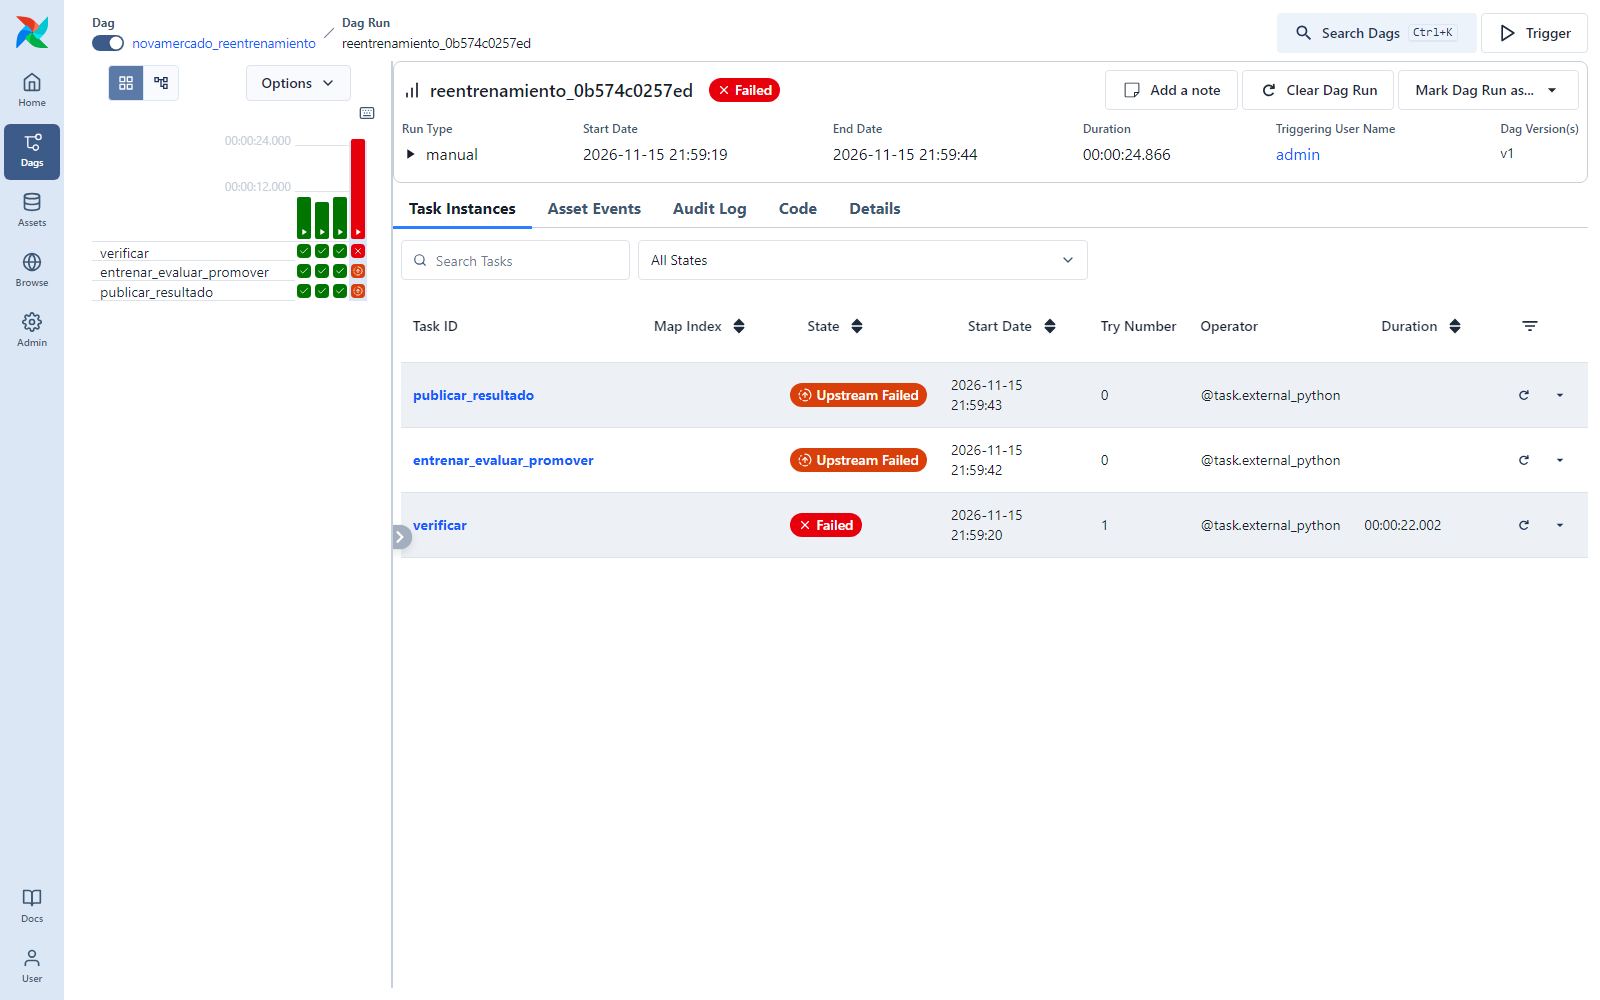 Dag
novamercado_reentrenamiento
Dag Run
reentrenamiento_0b574c0257ed
Search Dags Ctrl+K
Trigger
Home
Dags
Assets
Browse
Admin
Docs
User
Options
00:00:24.000
00:00:12.000
verificar
entrenar_evaluar_promover
publicar_resultado
reentrenamiento_0b574c0257ed Failed
Add a note
Clear Dag Run
Mark Dag Run as...
Run Type Start Date End Date Duration Triggering User Name Dag Version(s)
manual 2026-11-15 21:59:19 2026-11-15 21:59:44 00:00:24.866 admin v1
Task Instances Asset Events Audit Log Code Details
Search Tasks
All States
Task ID Map Index State Start Date Try Number Operator Duration
publicar_resultado Upstream Failed 2026-11-15 21:59:43 0 @task.external_python
entrenar_evaluar_promover Upstream Failed 2026-11-15 21:59:42 0 @task.external_python
verificar Failed 2026-11-15 21:59:20 1 @task.external_python 00:00:22.002